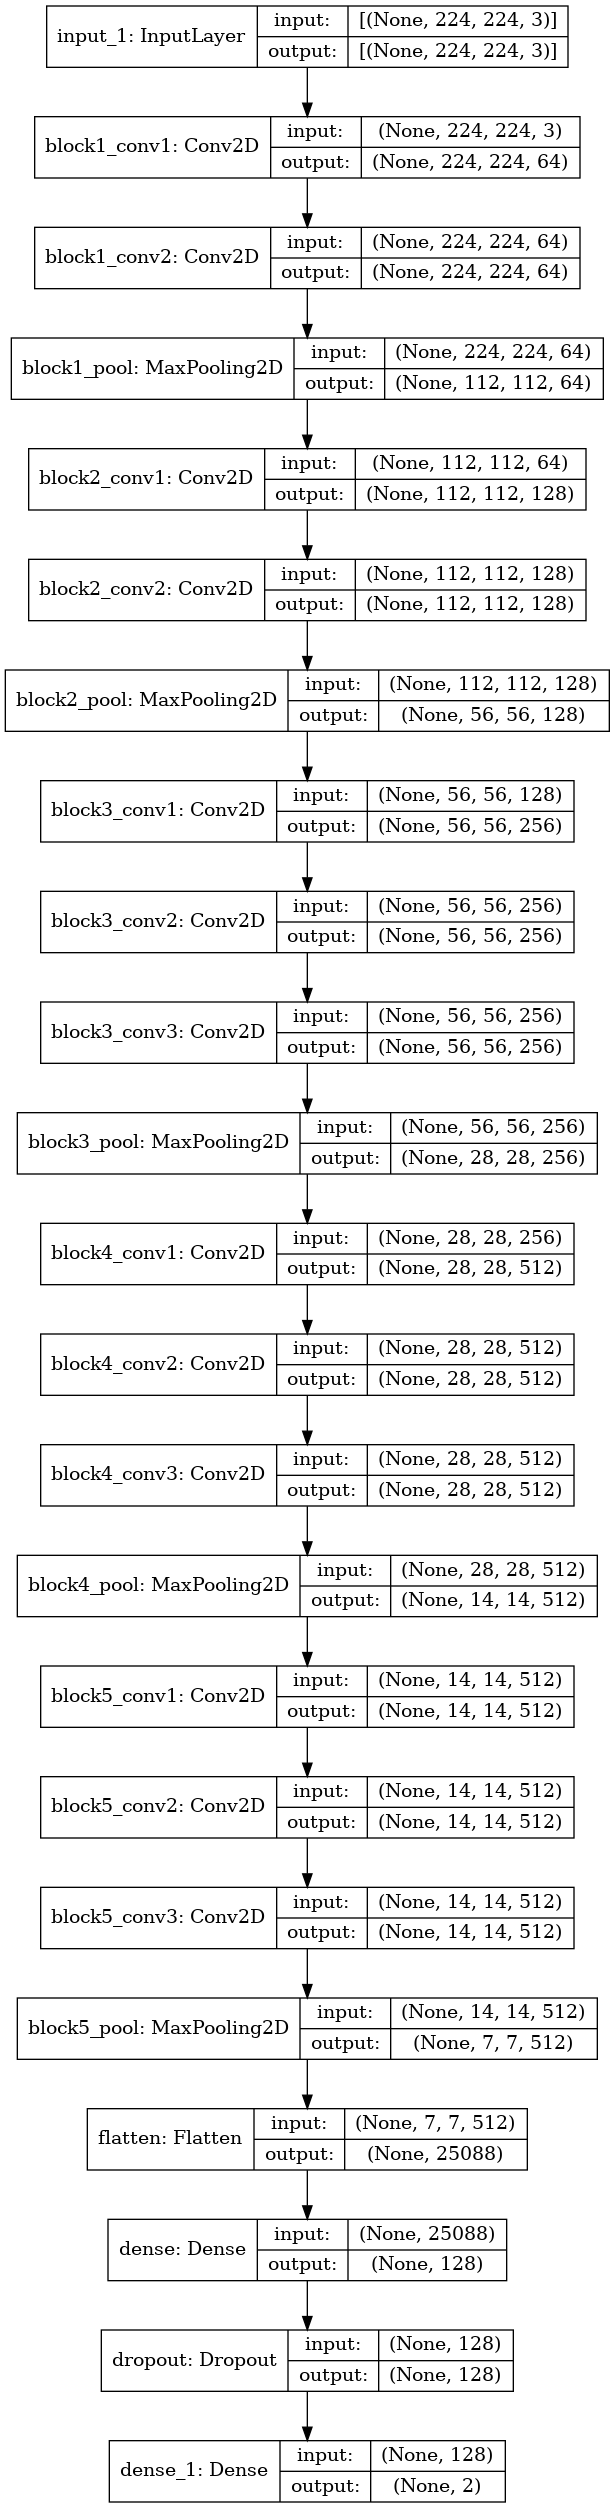 input_1: InputLayer
input: [(None, 224, 224, 3)]
output: [(None, 224, 224, 3)]
block1_conv1: Conv2D
input: (None, 224, 224, 3)
output: (None, 224, 224, 64)
block1_conv2: Conv2D
input: (None, 224, 224, 64)
output: (None, 224, 224, 64)
block1_pool: MaxPooling2D
input: (None, 224, 224, 64)
output: (None, 112, 112, 64)
block2_conv1: Conv2D
input: (None, 112, 112, 64)
output: (None, 112, 112, 128)
block2_conv2: Conv2D
input: (None, 112, 112, 128)
output: (None, 112, 112, 128)
block2_pool: MaxPooling2D
input: (None, 112, 112, 128)
output: (None, 56, 56, 128)
block3_conv1: Conv2D
input: (None, 56, 56, 128)
output: (None, 56, 56, 256)
block3_conv2: Conv2D
input: (None, 56, 56, 256)
output: (None, 56, 56, 256)
block3_conv3: Conv2D
input: (None, 56, 56, 256)
output: (None, 56, 56, 256)
block3_pool: MaxPooling2D
input: (None, 56, 56, 256)
output: (None, 28, 28, 256)
block4_conv1: Conv2D
input: (None, 28, 28, 256)
output: (None, 28, 28, 512)
block4_conv2: Conv2D
input: (None, 28, 28, 512)
output: (None, 28, 28, 512)
block4_conv3: Conv2D
input: (None, 28, 28, 512)
output: (None, 28, 28, 512)
block4_pool: MaxPooling2D
input: (None, 28, 28, 512)
output: (None, 14, 14, 512)
block5_conv1: Conv2D
input: (None, 14, 14, 512)
output: (None, 14, 14, 512)
block5_conv2: Conv2D
input: (None, 14, 14, 512)
output: (None, 14, 14, 512)
block5_conv3: Conv2D
input: (None, 14, 14, 512)
output: (None, 14, 14, 512)
block5_pool: MaxPooling2D
input: (None, 14, 14, 512)
output: (None, 7, 7, 512)
flatten: Flatten
input: (None, 7, 7, 512)
output: (None, 25088)
dense: Dense
input: (None, 25088)
output: (None, 128)
dropout: Dropout
input: (None, 128)
output: (None, 128)
dense_1: Dense
input: (None, 128)
output: (None, 2)